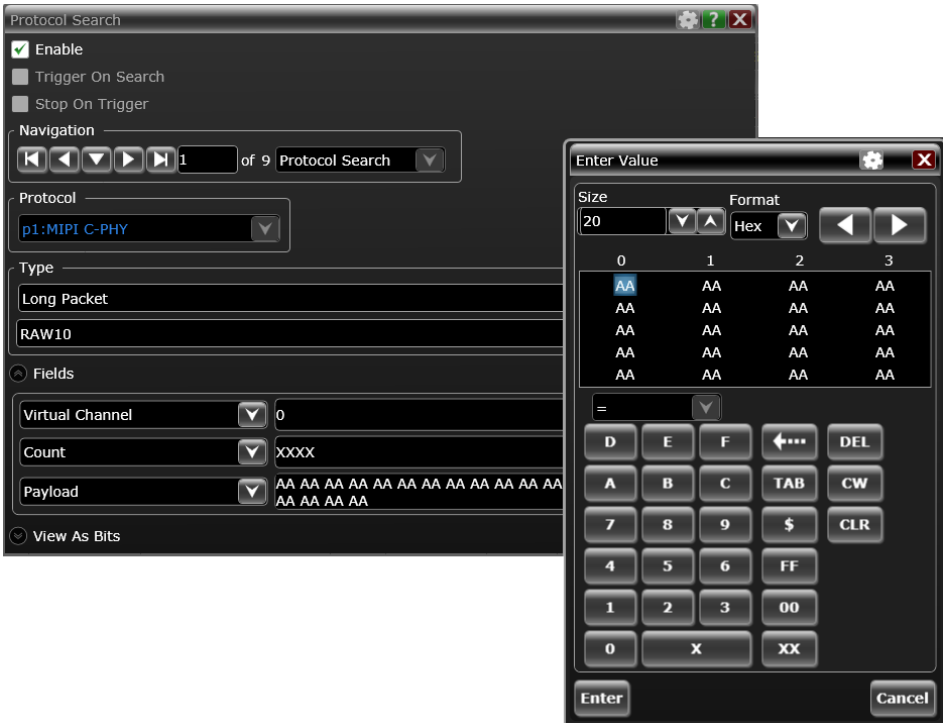 Protocol Search
?
X
Enable
Trigger On Search
Stop On Trigger
Navigation
1 of 9 Protocol Search
Protocol
p1:MIPI C-PHY
Type
Long Packet
RAW10
Fields
Virtual Channel 0
Count XXXX
Payload AA AA AA AA AA AA AA AA AA AA AA AA
AA AA AA AA
View As Bits
Enter Value
X
Size Format
20 Hex
0 1 2 3
AA AA AA AA
AA AA AA AA
AA AA AA AA
AA AA AA AA
AA AA AA AA
=
D E F DEL
A B C TAB CW
7 8 9 $ CLR
4 5 6 FF
1 2 3 00
0 X XX
Enter Cancel